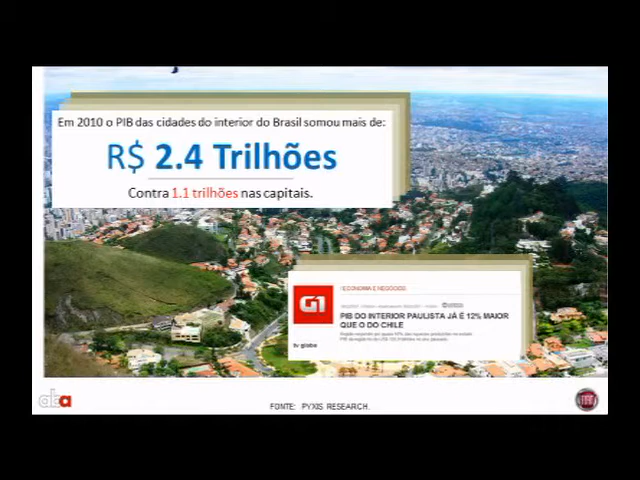 Em 2010 o PIB das cidades do interior do Brasil somou mais de:
R$ 2.4 Trilhões
Contra 1.1 trilhões nas capitais.
G1
ECONOMIA E NEGÓCIOS
PIB DO INTERIOR PAULISTA JÁ É 12% MAIOR
QUE O DO CHILE
tv globo
aba
FONTE: PYXIS RESEARCH.
FIAT